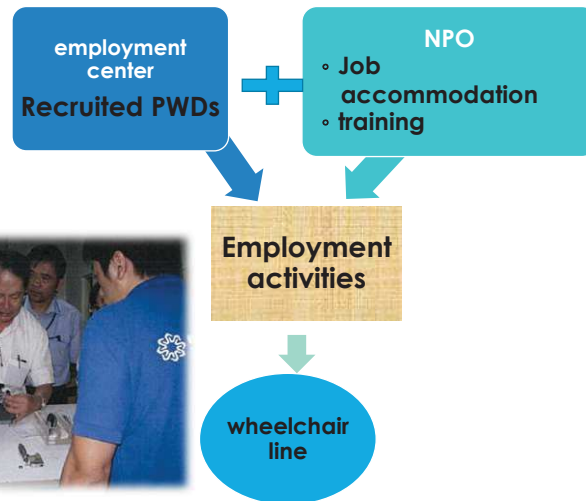 employment
center
Recruited PWDs
NPO
◦ Job
accommodation
◦ training
Employment
activities
wheelchair
line